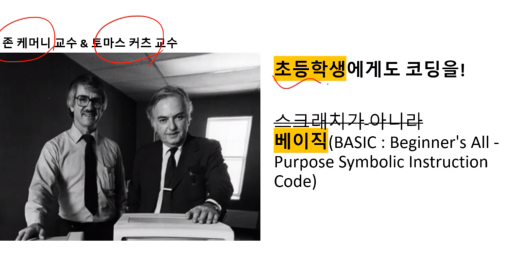 존 케머니 교수 & 토마스 커츠 교수
초등학생에게도 코딩을!
스크래치가 아니라
베이직(BASIC : Beginner's All -
Purpose Symbolic Instruction
Code)